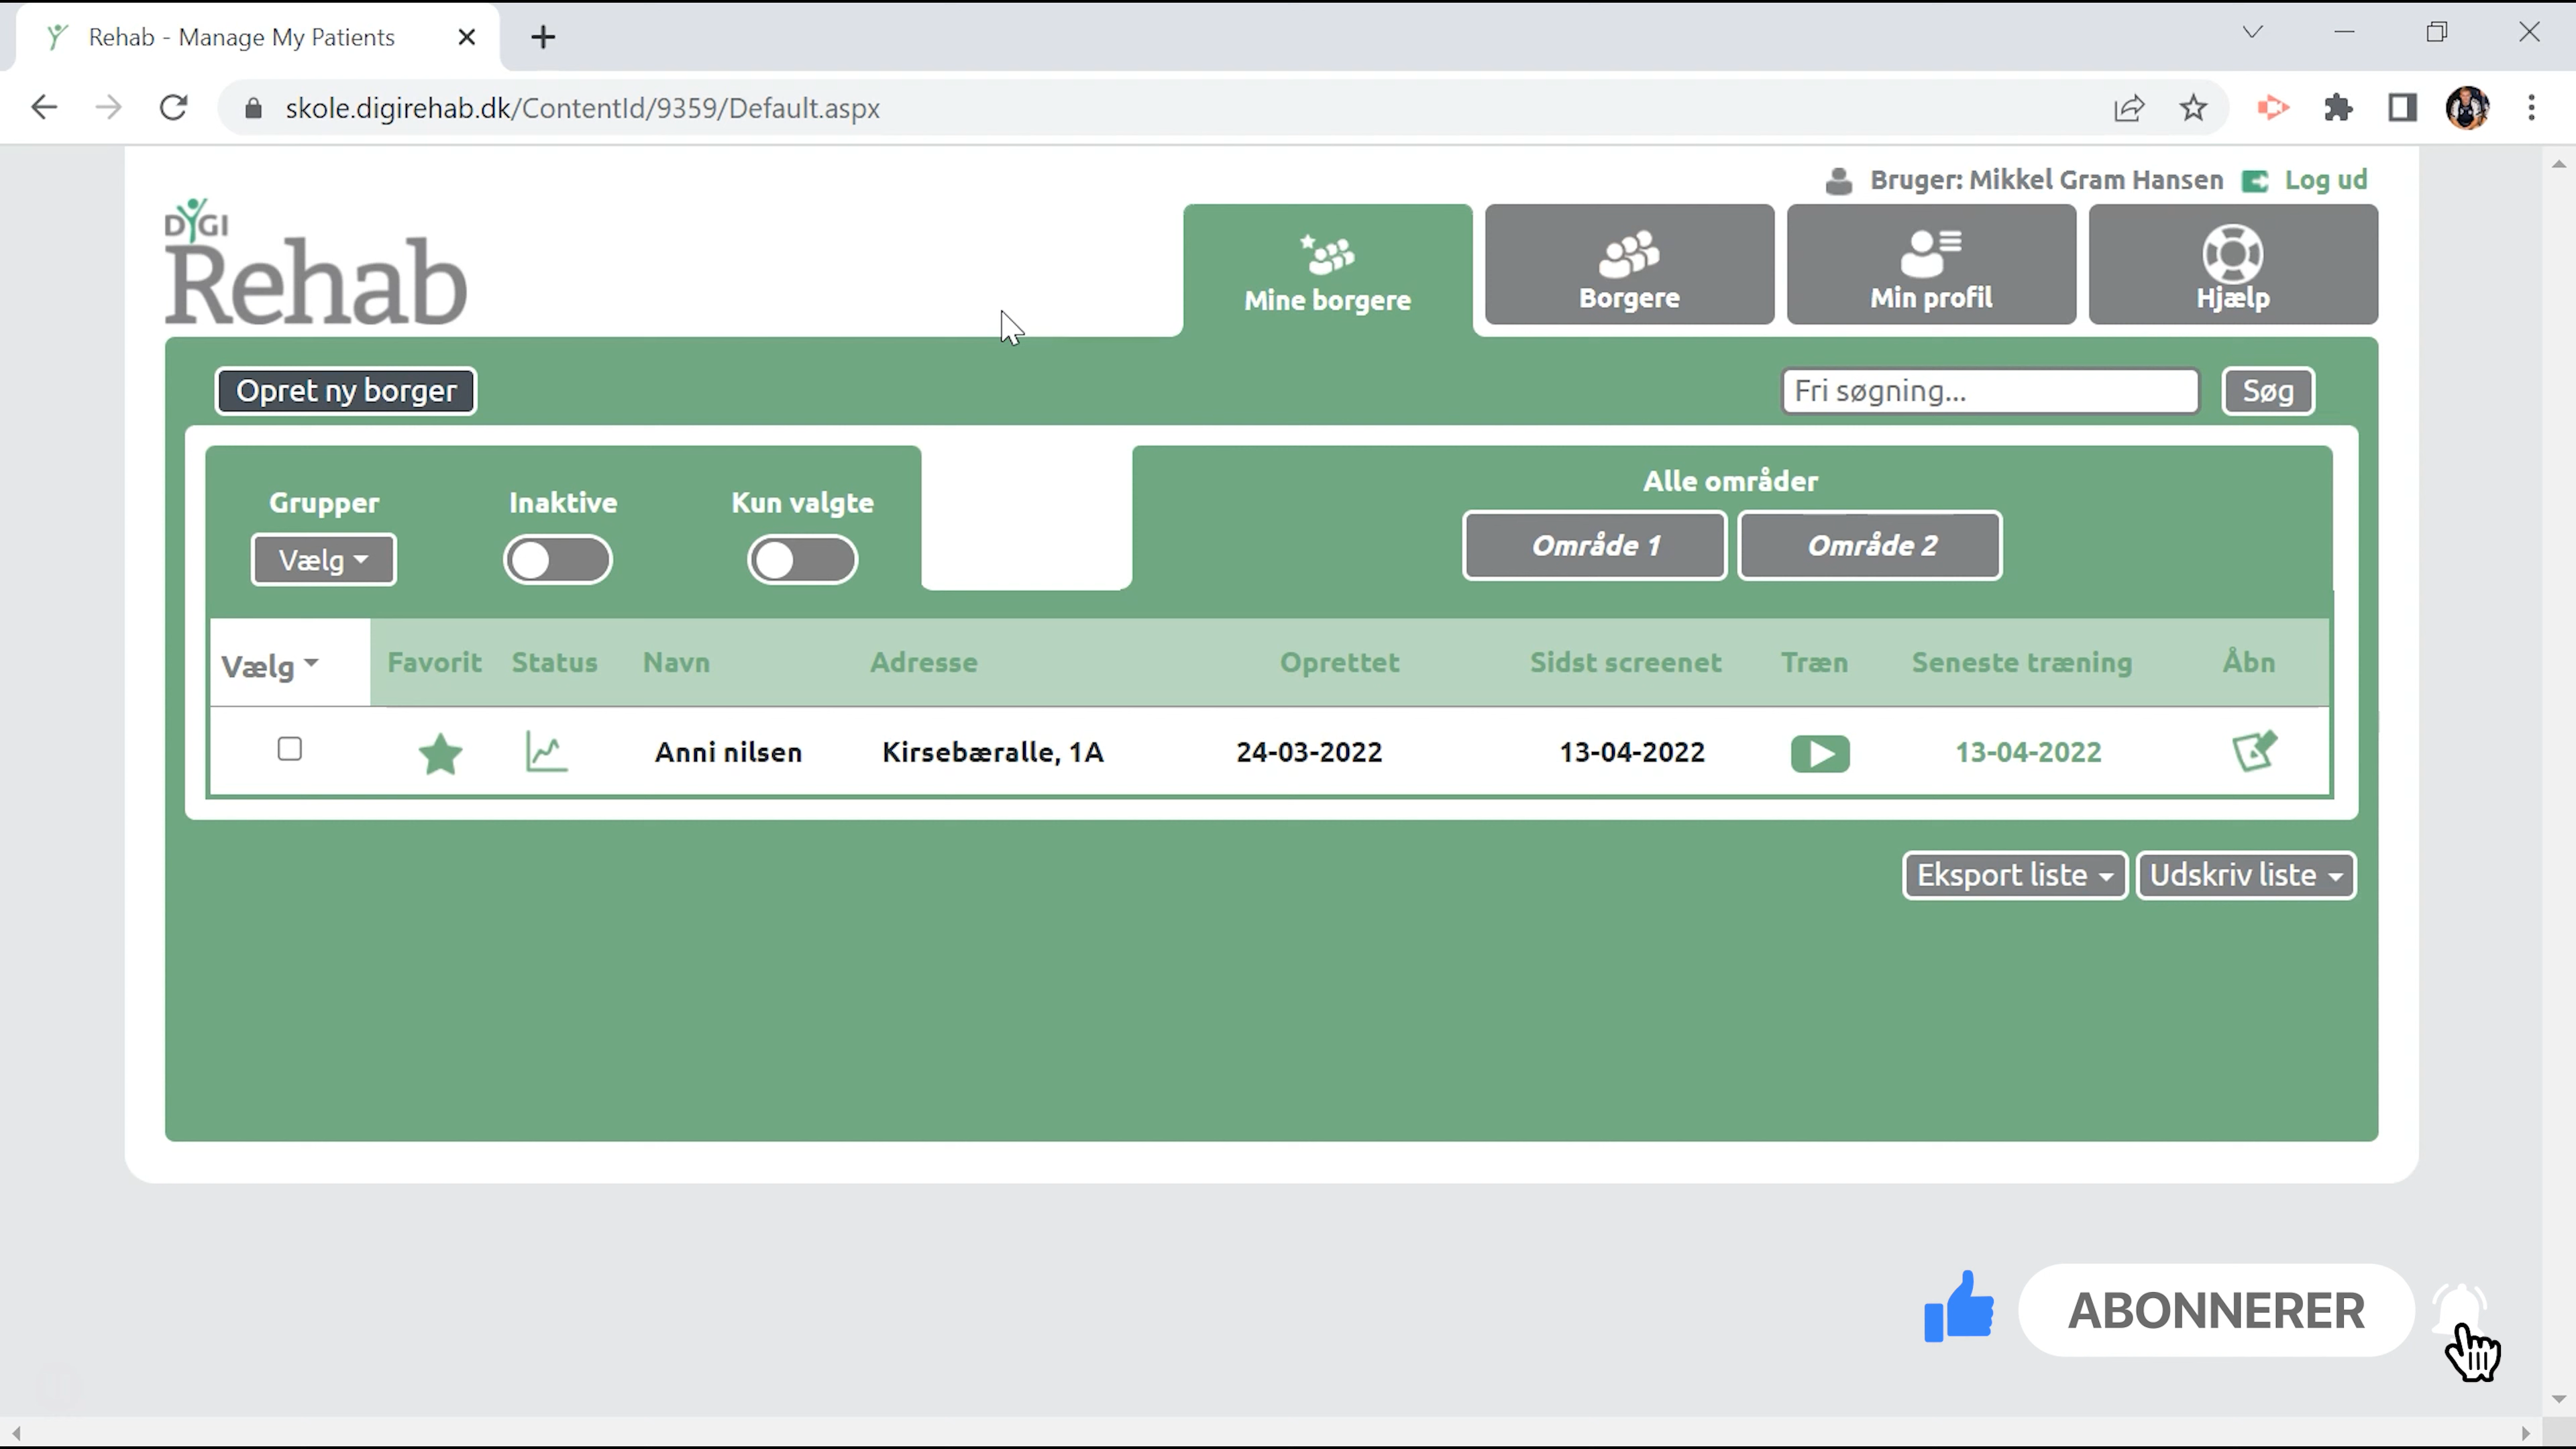 Rehab - Manage My Patients
skole.digirehab.dk/ContentId/9359/Default.aspx
Bruger: Mikkel Gram Hansen Log ud
DYGI
Rehab
Mine borgere Borgere Min profil Hjælp
Opret ny borger Fri søgning... Søg
Grupper Inaktive Kun valgte Alle områder
Vælg Område 1 Område 2
Vælg Favorit Status Navn Adresse Oprettet Sidst screenet Træn Seneste træning Åbn
Anni nilsen Kirsebæralle, 1A 24-03-2022 13-04-2022 13-04-2022
Eksport liste Udskriv liste
ABONNERER